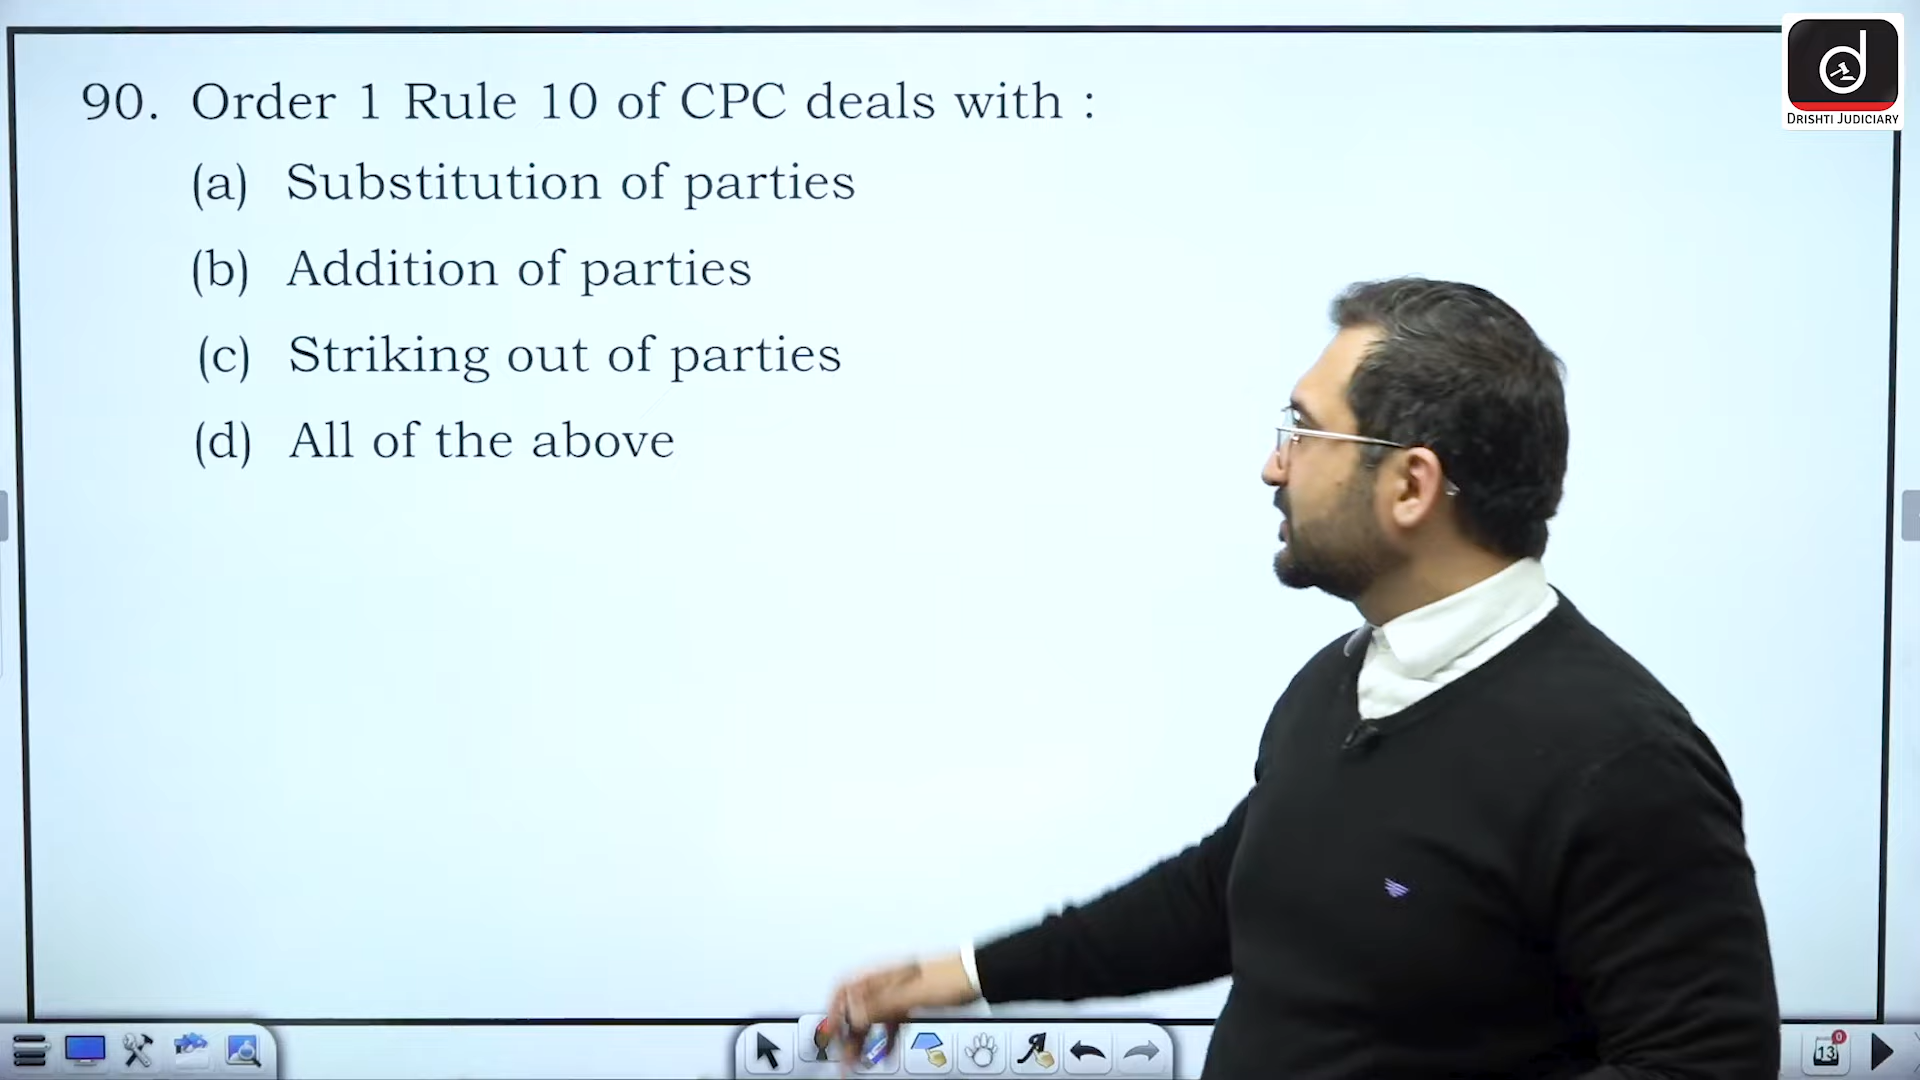 90. Order 1 Rule 10 of CPC deals with :
(a) Substitution of parties
(b) Addition of parties
(c) Striking out of parties
(d) All of the above
d
DRISHTI JUDICIARY
13
0